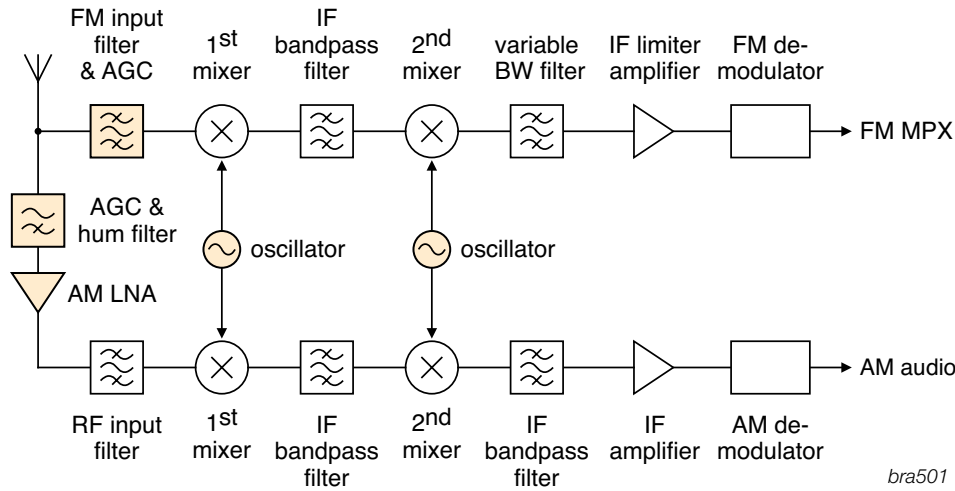 FM input
filter
& AGC
1st
mixer
IF
bandpass
filter
2nd
mixer
variable
BW filter
IF limiter
amplifier
FM de-
modulator
FM MPX
AGC &
hum filter
oscillator
oscillator
AM LNA
AM audio
RF input
filter
1st
mixer
IF
bandpass
filter
2nd
mixer
IF
bandpass
filter
IF
amplifier
AM de-
modulator
bra501